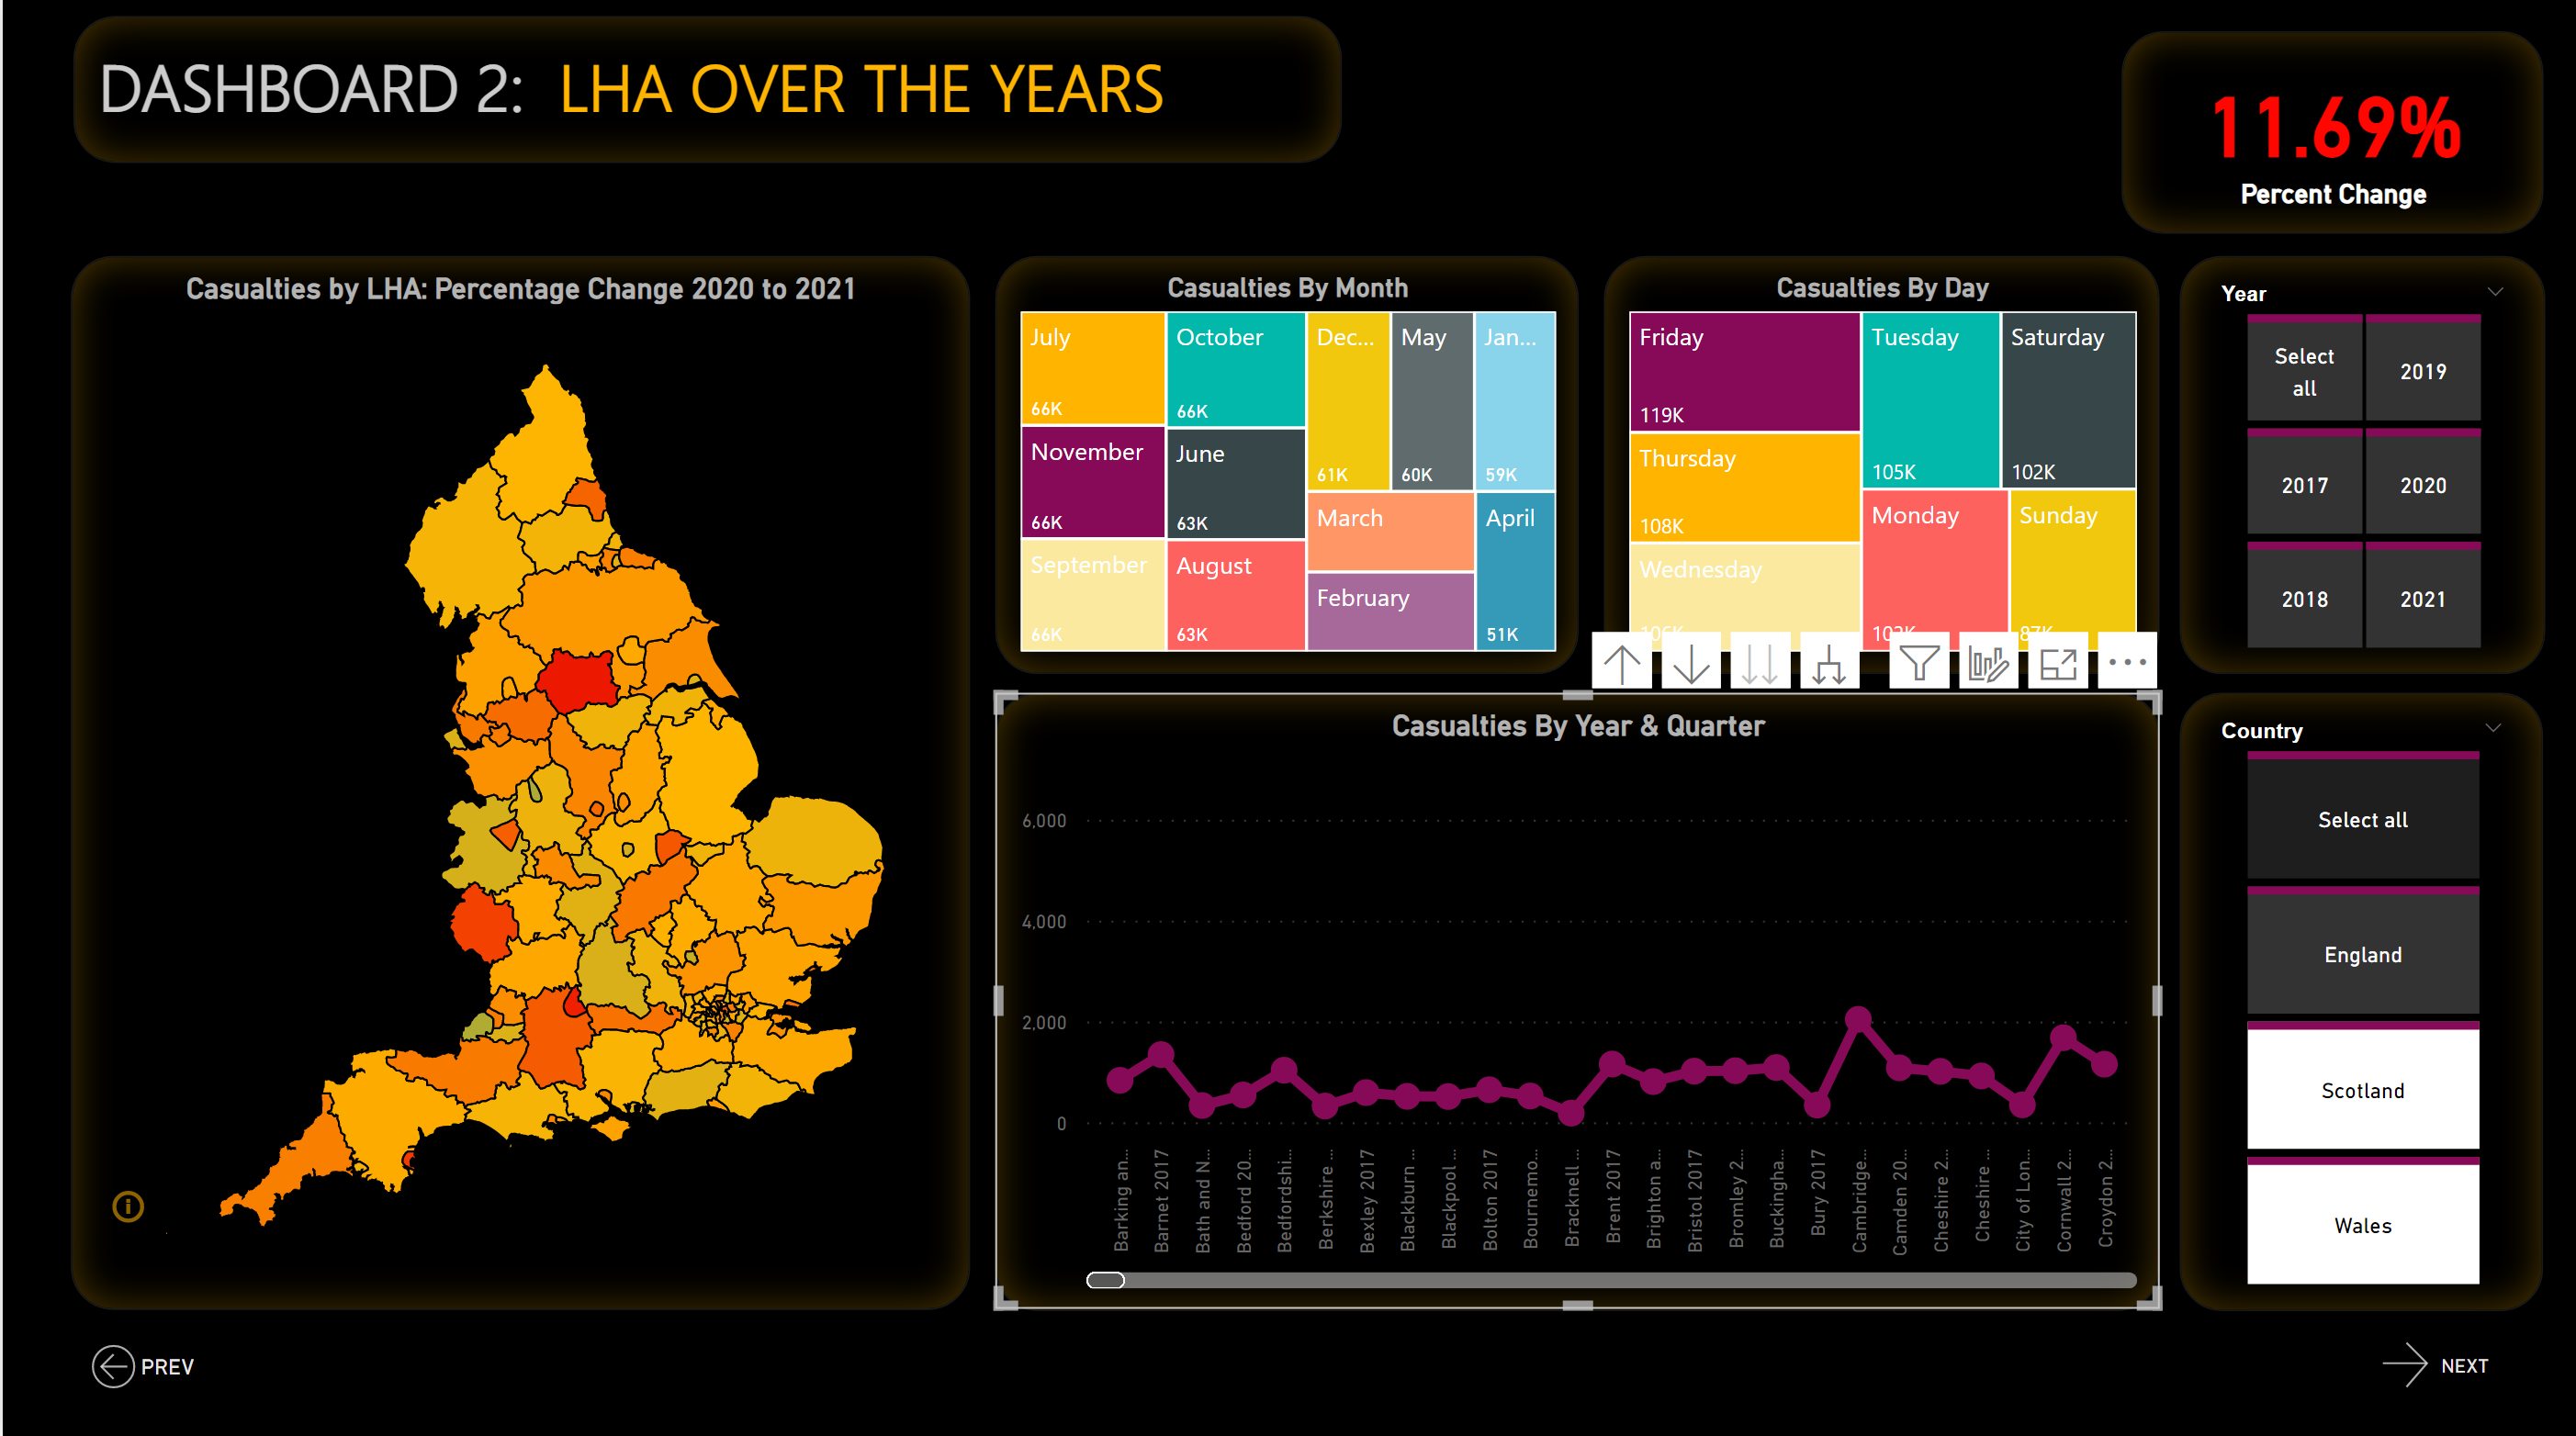 DASHBOARD 2: LHA OVER THE YEARS
11.69%
Percent Change
Casualties by LHA: Percentage Change 2020 to 2021
Casualties By Month
July
66K
October
66K
Dec...
61K
May
60K
Jan...
59K
November
66K
June
63K
March
April
51K
September
66K
August
63K
February
Casualties By Day
Friday
119K
Tuesday
105K
Saturday
102K
Thursday
108K
Monday
Sunday
87K
Wednesday
Year
Select
all
2019
2017
2020
2018
2021
Casualties By Year & Quarter
6,000
4,000
2,000
0
Barking an...
Barnet 2017
Bath and N...
Bedford 20...
Bedfordshi...
Berkshire ...
Bexley 2017
Blackburn ...
Blackpool ...
Bolton 2017
Bournemo...
Bracknell ...
Brent 2017
Brighton a...
Bristol 2017
Bromley 2...
Buckingha...
Bury 2017
Cambridge...
Camden 20...
Cheshire 2...
Cheshire ...
City of Lon...
Cornwall 2...
Croydon 2...
Country
Select all
England
Scotland
Wales
PREV
NEXT